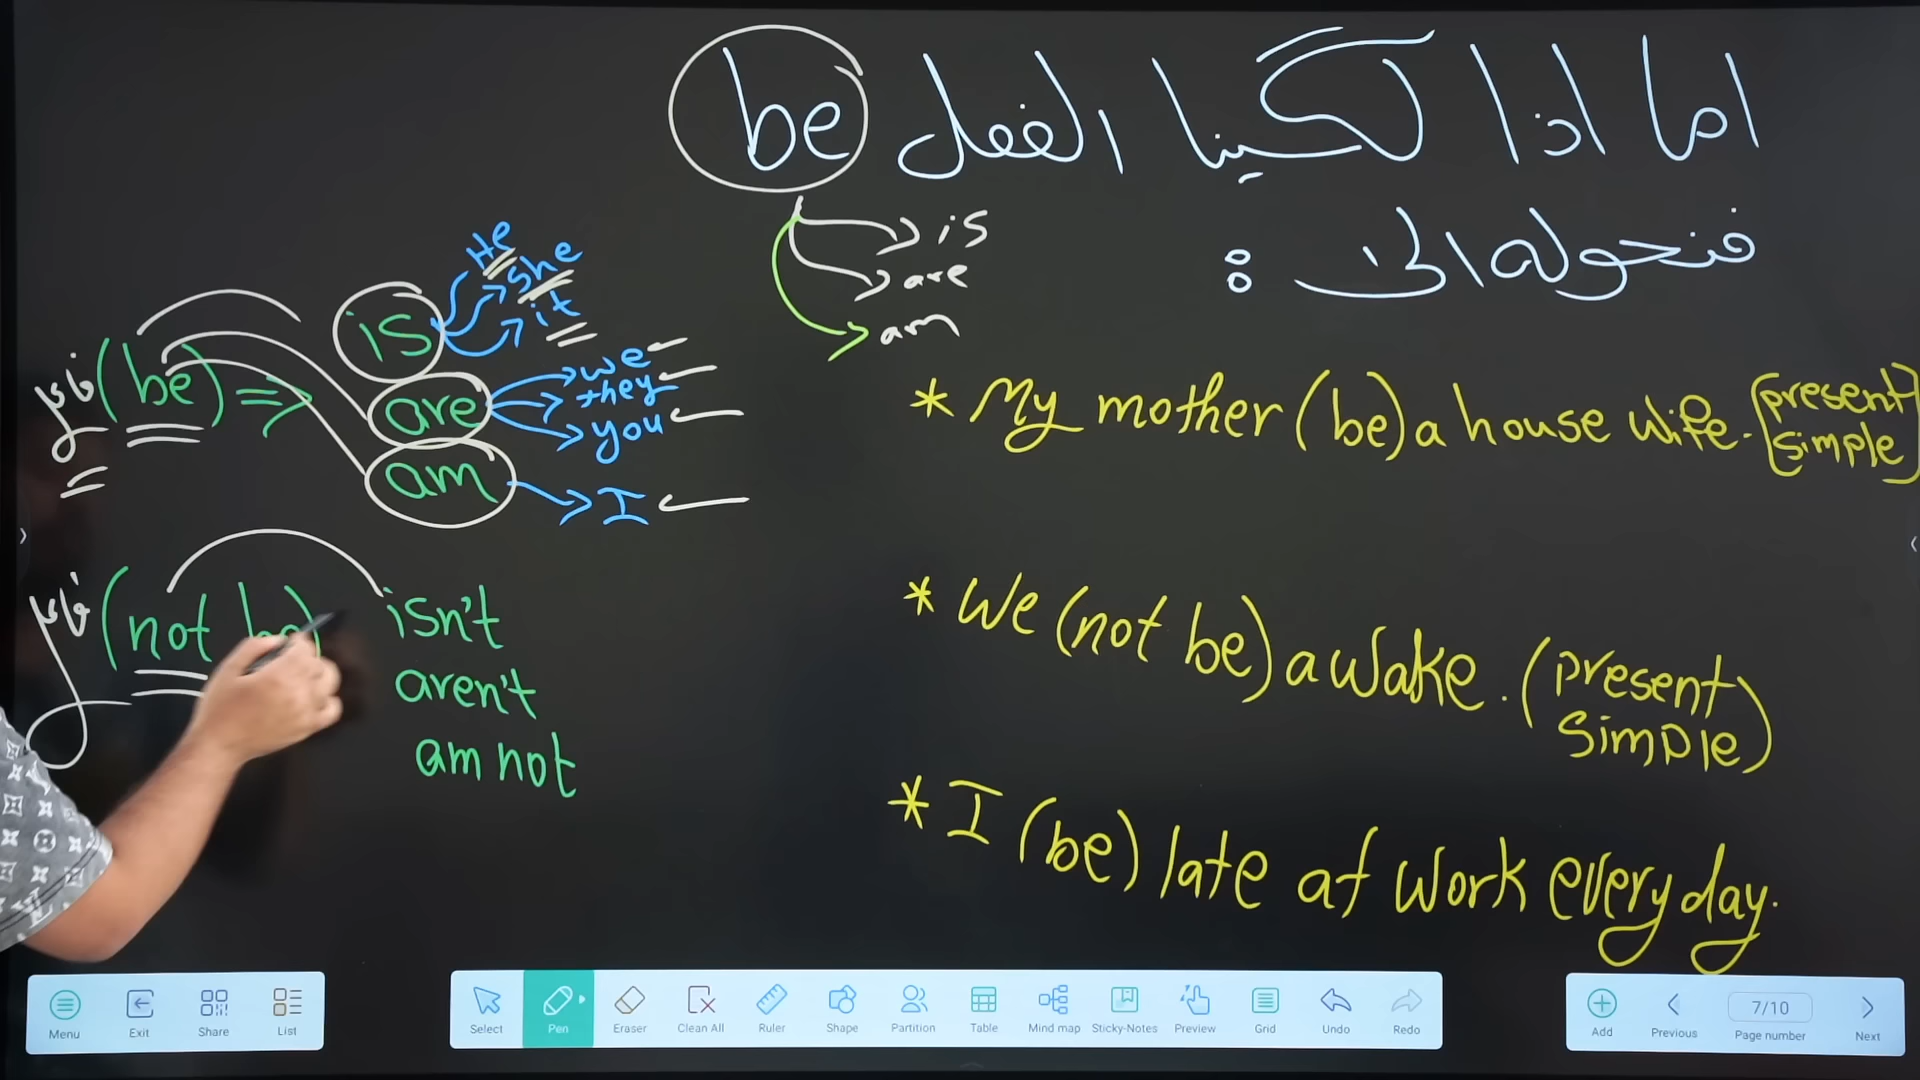 اما اذا لگينا الفعل be
فنحوله الى :
is
are
am
He
she
it
(be) => is
are
am
we
they
you
I
(not be) isn't
aren't
am not
* My mother (be) a house wife. [present simple]
* We (not be) awake. (present simple)
* I (be) late at work every day.
Menu Exit Share List
Select Pen Eraser Clean All Ruler Shape Partition Table Mind map Sticky-Notes Preview Grid Undo Redo
Add Previous 7/10 Page number Next